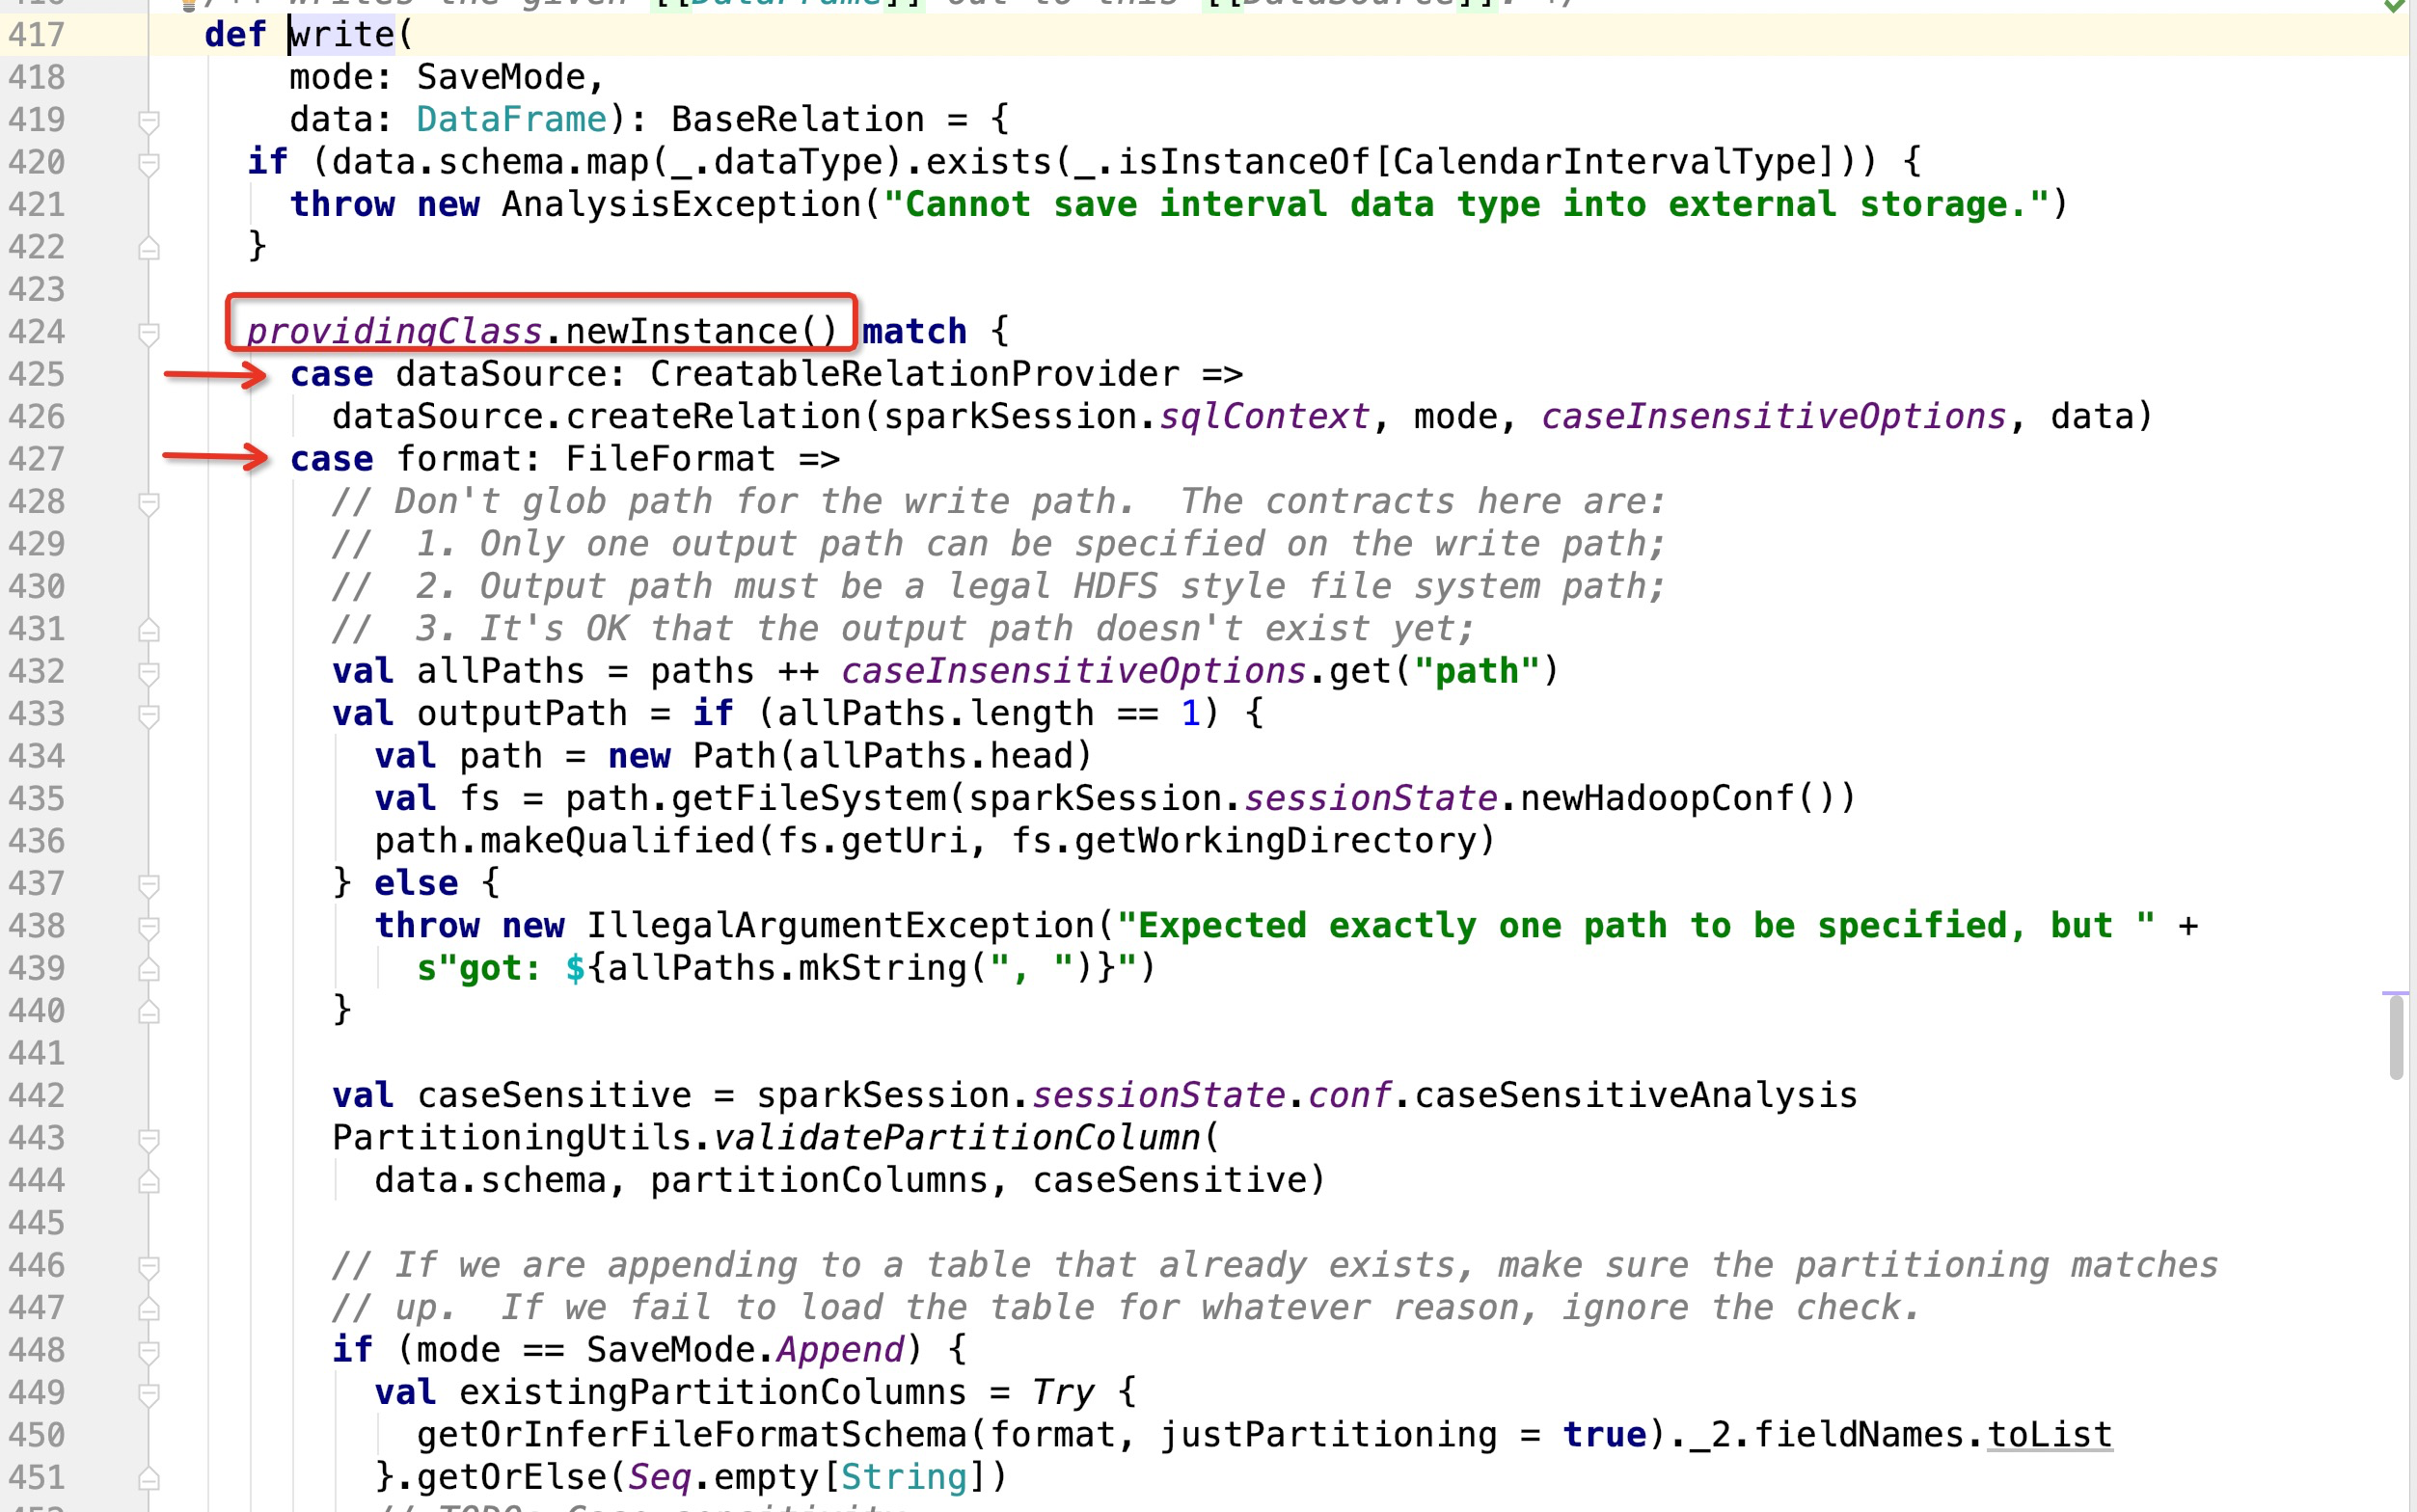 416 /** Writes the given [[DataFrame]] out to this [[DataSource]]. */
417 def write(
418 mode: SaveMode,
419 data: DataFrame): BaseRelation = {
420 if (data.schema.map(_.dataType).exists(_.isInstanceOf[CalendarIntervalType])) {
421 throw new AnalysisException("Cannot save interval data type into external storage.")
422 }
423
424 providingClass.newInstance() match {
425 case dataSource: CreatableRelationProvider =>
426 dataSource.createRelation(sparkSession.sqlContext, mode, caseInsensitiveOptions, data)
427 case format: FileFormat =>
428 // Don't glob path for the write path.  The contracts here are:
429 //  1. Only one output path can be specified on the write path;
430 //  2. Output path must be a legal HDFS style file system path;
431 //  3. It's OK that the output path doesn't exist yet;
432 val allPaths = paths ++ caseInsensitiveOptions.get("path")
433 val outputPath = if (allPaths.length == 1) {
434 val path = new Path(allPaths.head)
435 val fs = path.getFileSystem(sparkSession.sessionState.newHadoopConf())
436 path.makeQualified(fs.getUri, fs.getWorkingDirectory)
437 } else {
438 throw new IllegalArgumentException("Expected exactly one path to be specified, but " +
439 s"got: ${allPaths.mkString(", ")}")
440 }
441
442 val caseSensitive = sparkSession.sessionState.conf.caseSensitiveAnalysis
443 PartitioningUtils.validatePartitionColumn(
444 data.schema, partitionColumns, caseSensitive)
445
446 // If we are appending to a table that already exists, make sure the partitioning matches
447 // up.  If we fail to load the table for whatever reason, ignore the check.
448 if (mode == SaveMode.Append) {
449 val existingPartitionColumns = Try {
450 getOrInferFileFormatSchema(format, justPartitioning = true)._2.fieldNames.toList
451 }.getOrElse(Seq.empty[String])
452 // TODO: Case sensitivity.